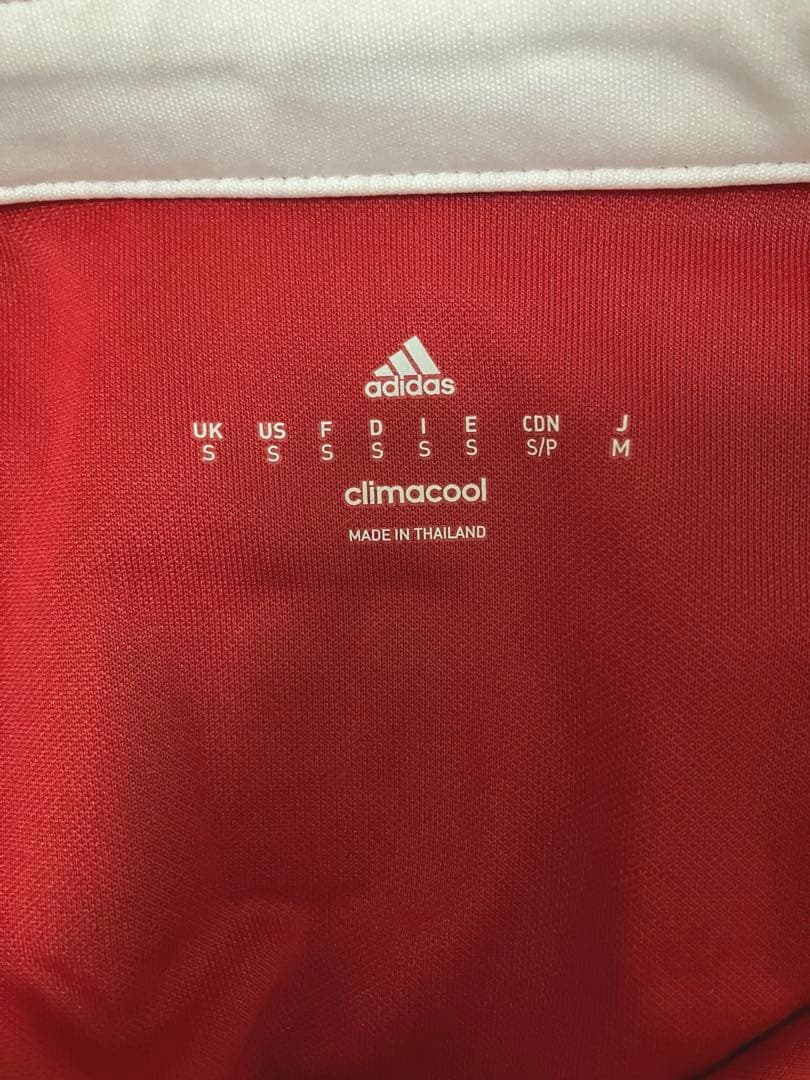 adidas
UK US F D I E CDN J
S S S S S S S/P M
climacool
MADE IN THAILAND